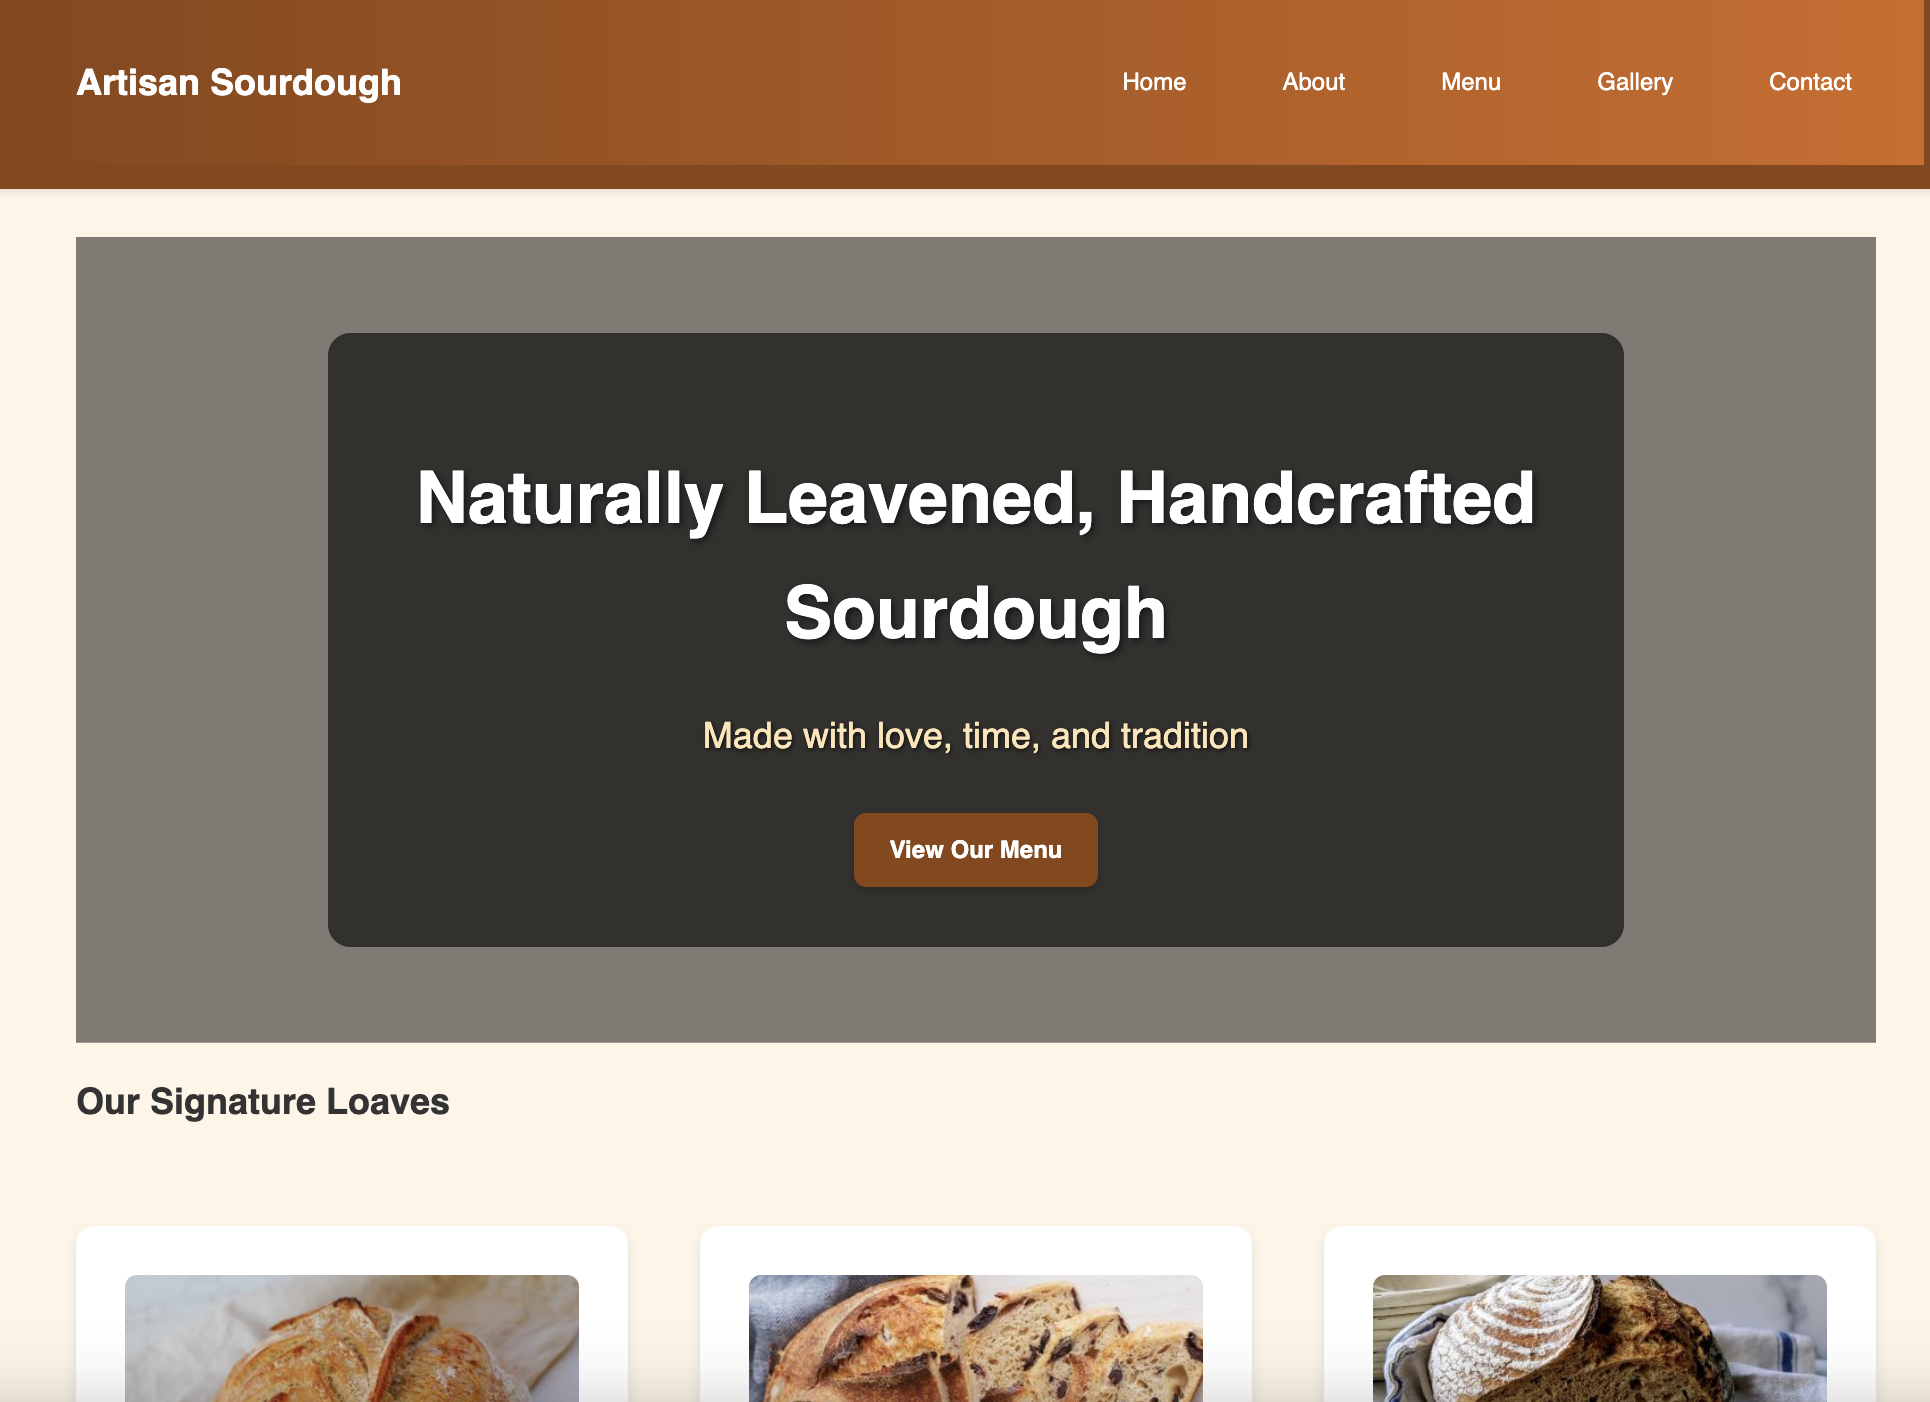 Artisan Sourdough
Home About Menu Gallery Contact
Naturally Leavened, Handcrafted
Sourdough
Made with love, time, and tradition
View Our Menu
Our Signature Loaves